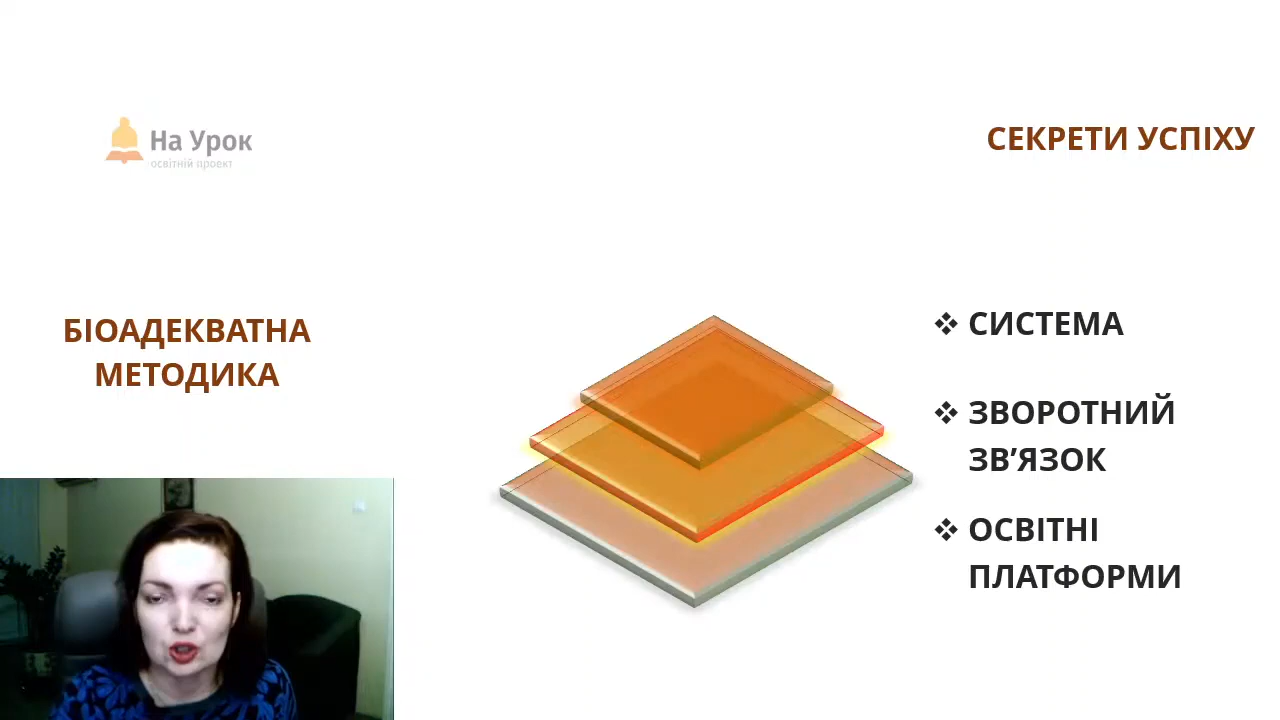 На Урок
освітній проект
СЕКРЕТИ УСПІХУ
БІОАДЕКВАТНА
МЕТОДИКА
❖ СИСТЕМА
❖ ЗВОРОТНИЙ
ЗВ’ЯЗОК
❖ ОСВІТНІ
ПЛАТФОРМИ